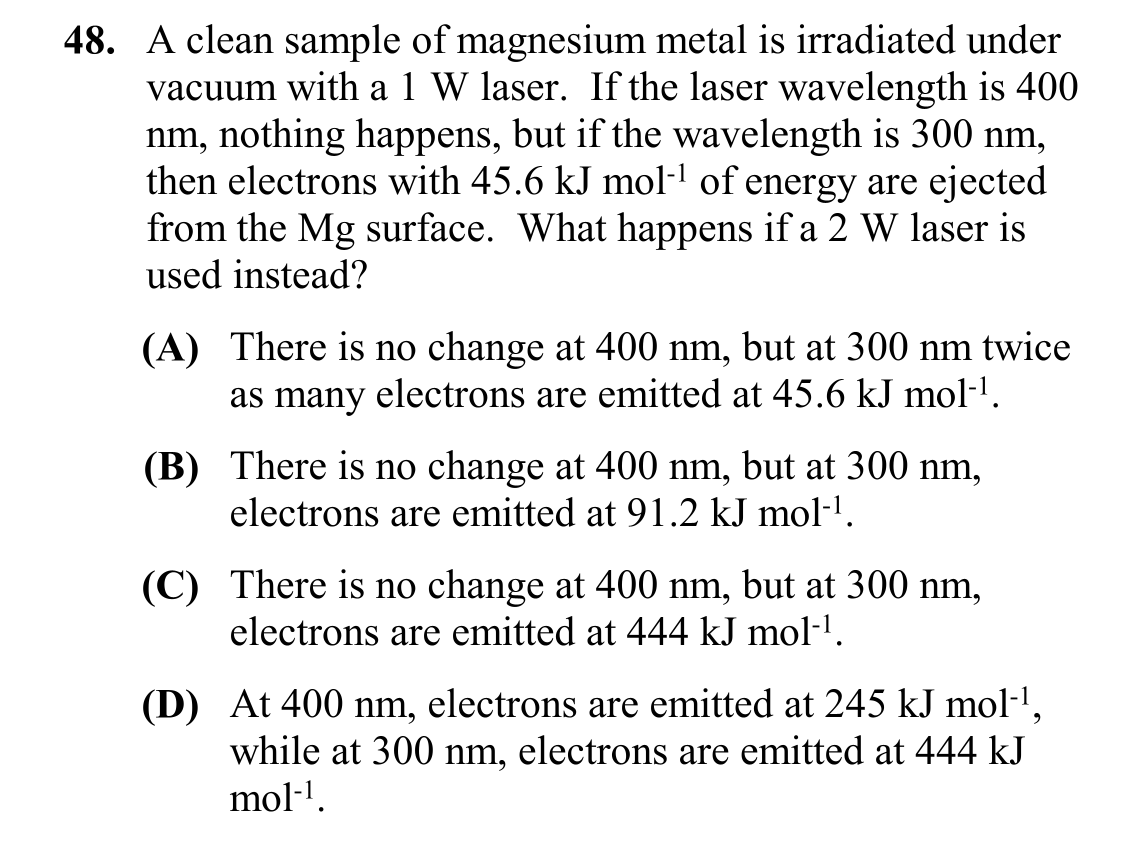 48. A clean sample of magnesium metal is irradiated under
vacuum with a 1 W laser. If the laser wavelength is 400
nm, nothing happens, but if the wavelength is 300 nm,
then electrons with 45.6 kJ mol⁻¹ of energy are ejected
from the Mg surface. What happens if a 2 W laser is
used instead?
(A) There is no change at 400 nm, but at 300 nm twice
as many electrons are emitted at 45.6 kJ mol⁻¹.
(B) There is no change at 400 nm, but at 300 nm,
electrons are emitted at 91.2 kJ mol⁻¹.
(C) There is no change at 400 nm, but at 300 nm,
electrons are emitted at 444 kJ mol⁻¹.
(D) At 400 nm, electrons are emitted at 245 kJ mol⁻¹,
while at 300 nm, electrons are emitted at 444 kJ
mol⁻¹.